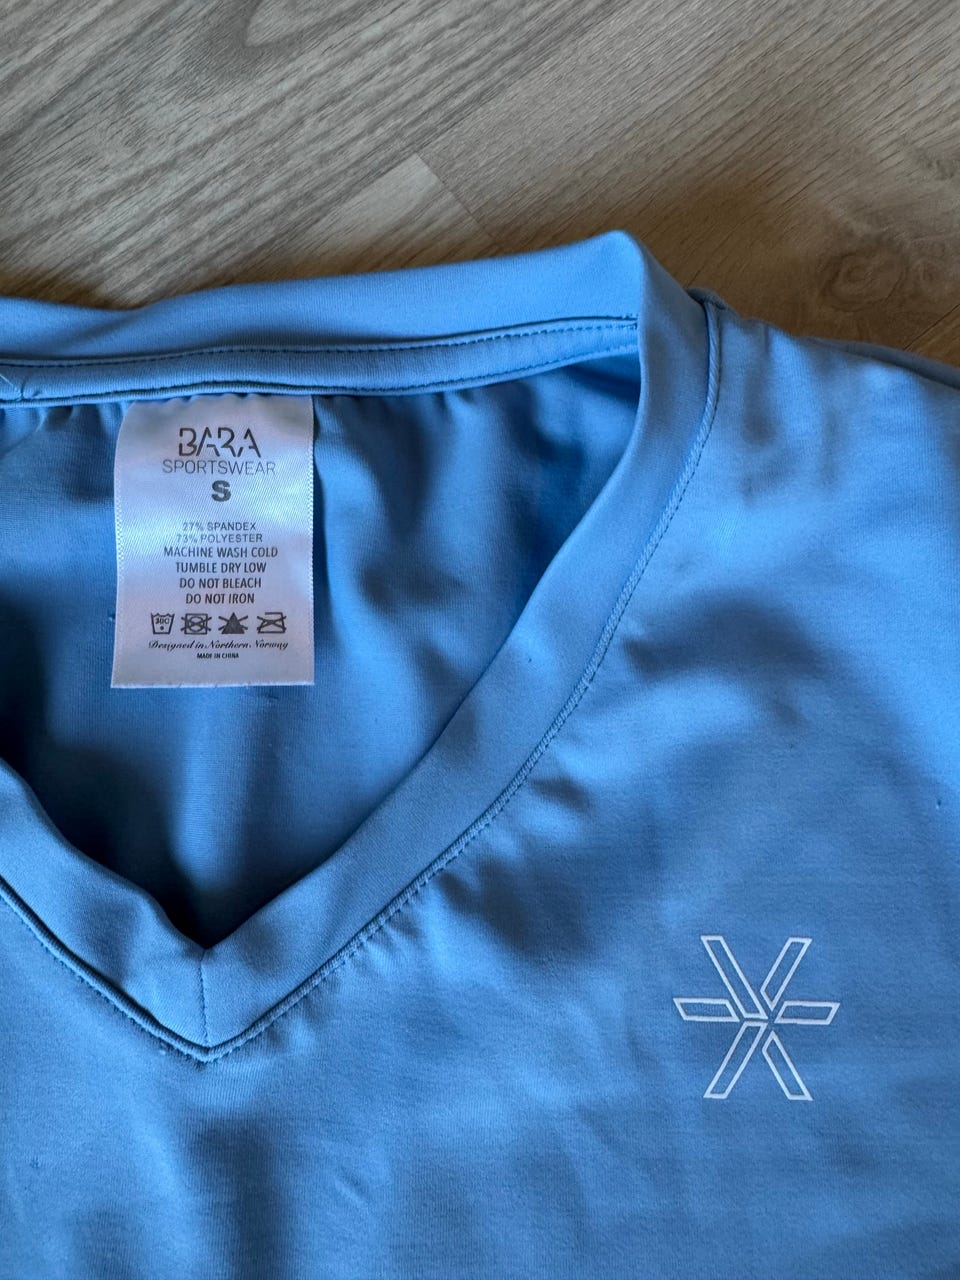 BARA
SPORTSWEAR
S
27% SPANDEX
73% POLYESTER
MACHINE WASH COLD
TUMBLE DRY LOW
DO NOT BLEACH
DO NOT IRON
30C
Designed in Northern Norway
MADE IN CHINA